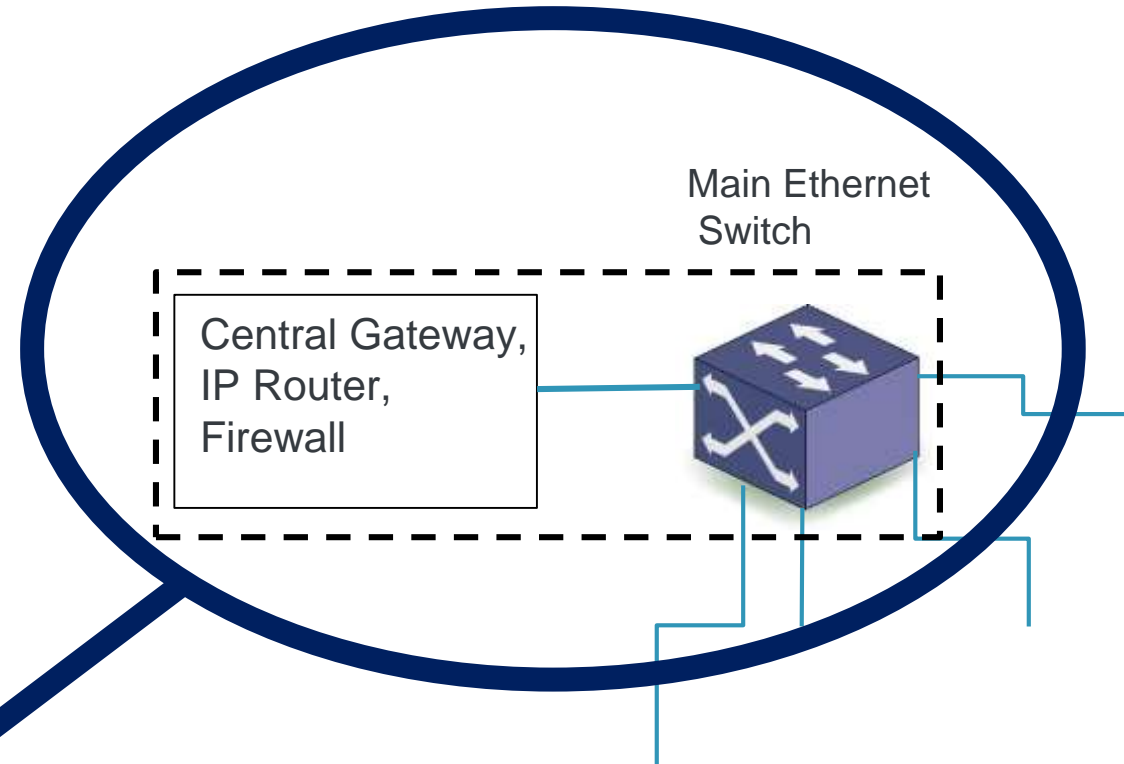 Main Ethernet
Switch
Central Gateway,
IP Router,
Firewall